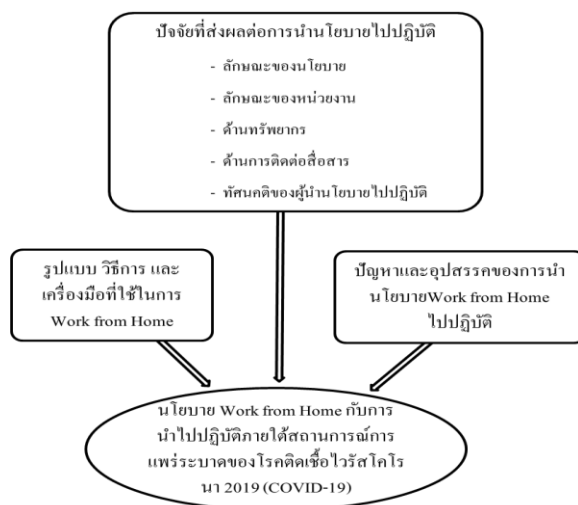 ปัจจัยที่ส่งผลต่อการนำนโยบายไปปฏิบัติ
- ลักษณะของนโยบาย
- ลักษณะของหน่วยงาน
- ด้านทรัพยากร
- ด้านการติดต่อสื่อสาร
- ทัศนคติของผู้นำนโยบายไปปฏิบัติ
รูปแบบ วิธีการ และ
เครื่องมือที่ใช้ในการ
Work from Home
ปัญหาและอุปสรรคของการนำ
นโยบายWork from Home
ไปปฏิบัติ
นโยบาย Work from Home กับการ
นำไปปฏิบัติภายใต้สถานการณ์การ
แพร่ระบาดของโรคติดเชื้อไวรัสโคโร
นา 2019 (COVID-19)